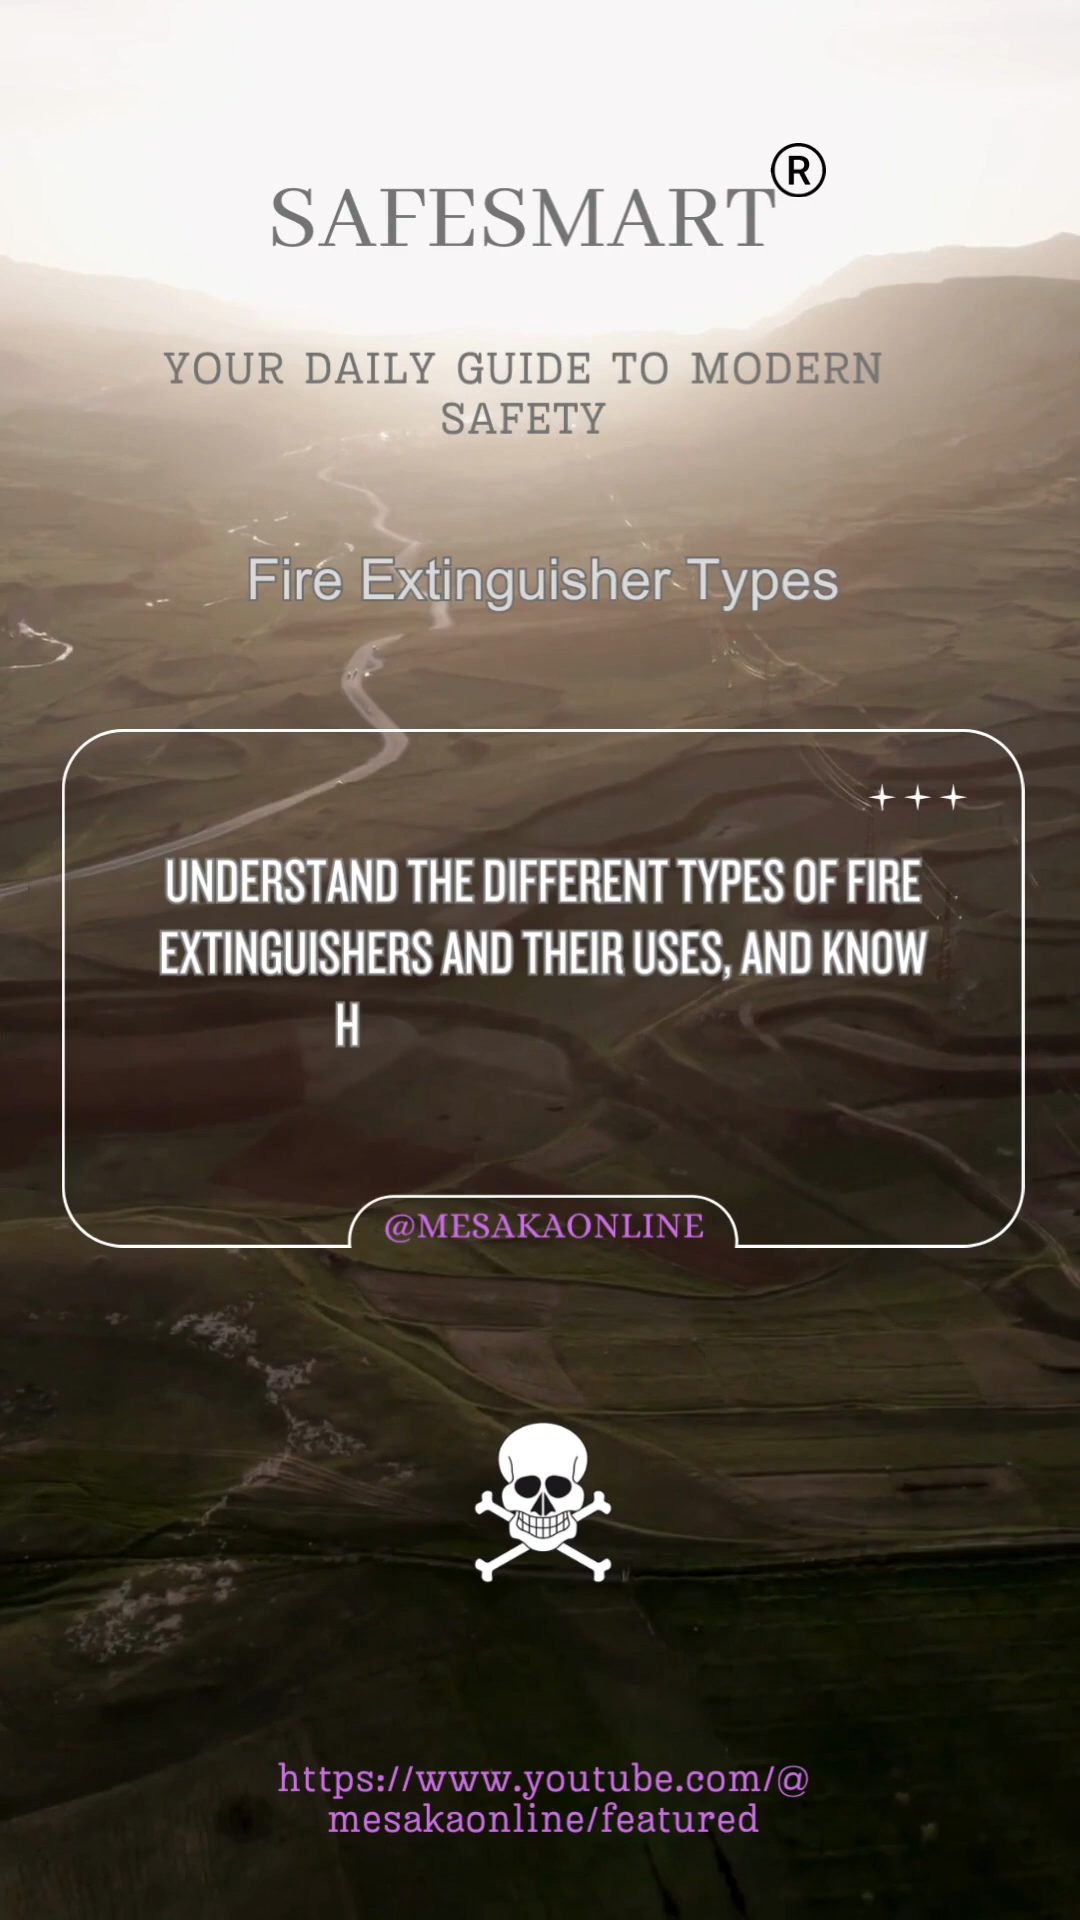 SAFESMART®
YOUR DAILY GUIDE TO MODERN
SAFETY
Fire Extinguisher Types
UNDERSTAND THE DIFFERENT TYPES OF FIRE
EXTINGUISHERS AND THEIR USES, AND KNOW
H
@MESAKAONLINE
https://www.youtube.com/@
mesakaonline/featured